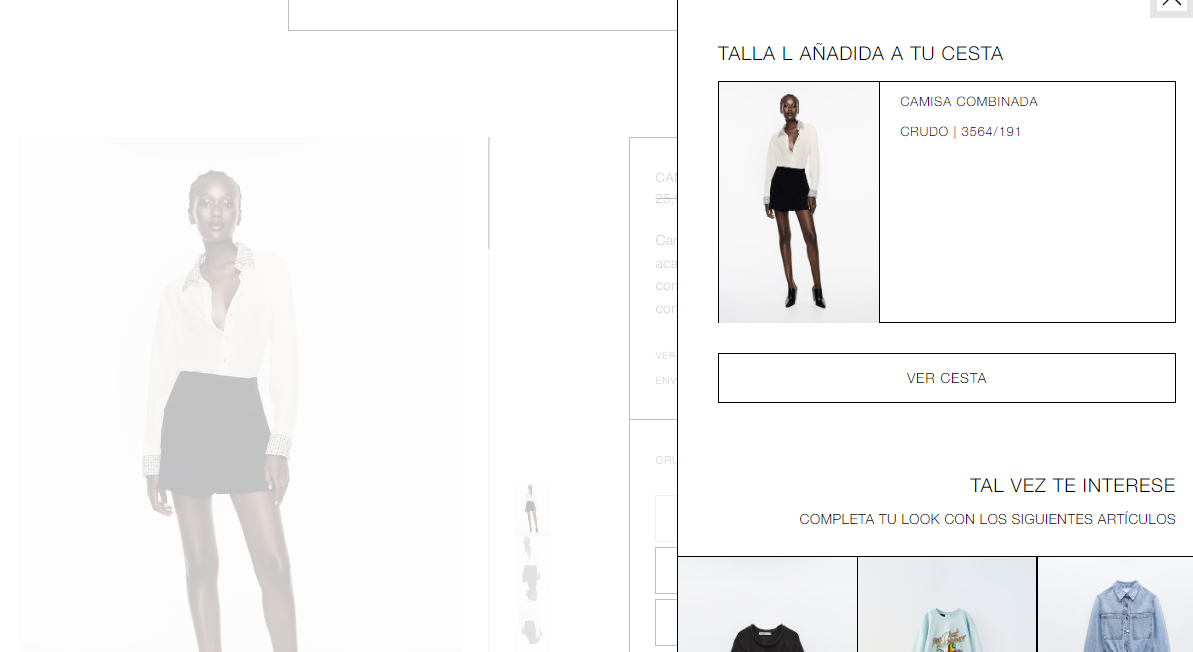 TALLA L AÑADIDA A TU CESTA
CAMISA COMBINADA
CRUDO | 3564/191
VER CESTA
TAL VEZ TE INTERESE
COMPLETA TU LOOK CON LOS SIGUIENTES ARTÍCULOS